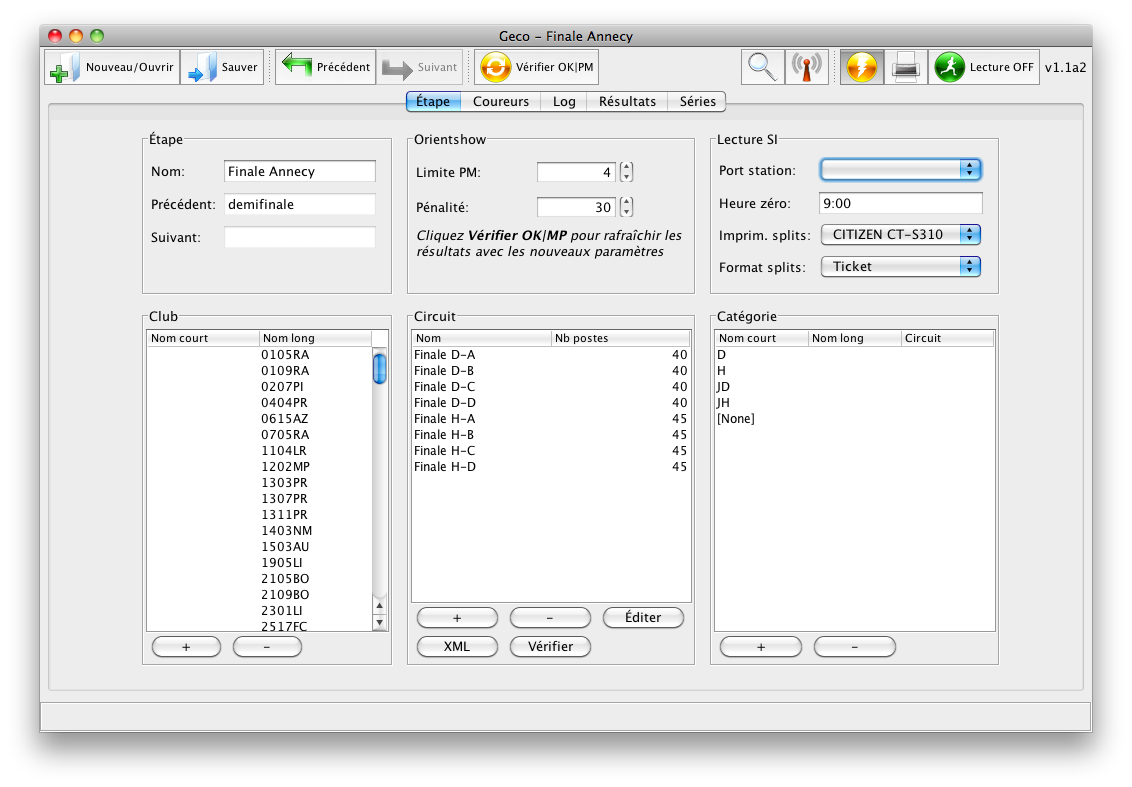 Geco – Finale Annecy
Nouveau/Ouvrir Sauver Précédent Suivant Vérifier OK|PM Lecture OFF v1.1a2
Étape Coureurs Log Résultats Séries
Étape
Nom: Finale Annecy
Précédent: demifinale
Suivant:
Orientshow
Limite PM: 4
Pénalité: 30
Cliquez Vérifier OK|MP pour rafraîchir les
résultats avec les nouveaux paramètres
Lecture SI
Port station:
Heure zéro: 9:00
Imprim. splits: CITIZEN CT-S310
Format splits: Ticket
Club
Nom court Nom long
0105RA
0109RA
0207PI
0404PR
0615AZ
0705RA
1104LR
1202MP
1303PR
1307PR
1311PR
1403NM
1503AU
1905LI
2105BO
2109BO
2301LI
2517FC
+ -
Circuit
Nom Nb postes
Finale D-A 40
Finale D-B 40
Finale D-C 40
Finale D-D 40
Finale H-A 45
Finale H-B 45
Finale H-C 45
Finale H-D 45
+ - Éditer
XML Vérifier
Catégorie
Nom court Nom long Circuit
D
H
JD
JH
[None]
+ -